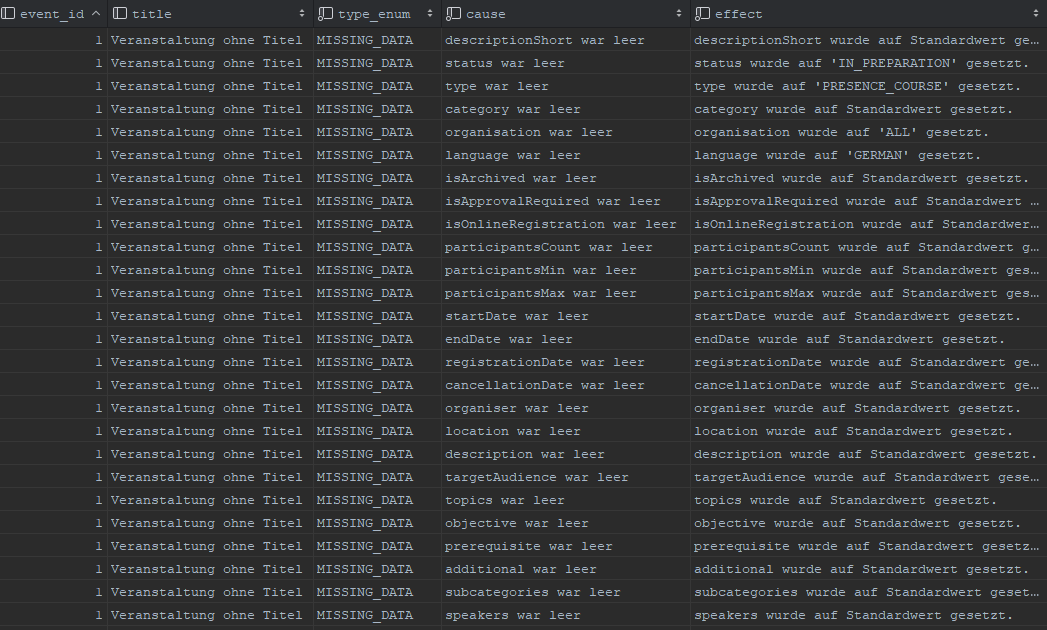 event_id title type_enum cause effect
1 Veranstaltung ohne Titel MISSING_DATA descriptionShort war leer descriptionShort wurde auf Standardwert ge…
1 Veranstaltung ohne Titel MISSING_DATA status war leer status wurde auf 'IN_PREPARATION' gesetzt.
1 Veranstaltung ohne Titel MISSING_DATA type war leer type wurde auf 'PRESENCE_COURSE' gesetzt.
1 Veranstaltung ohne Titel MISSING_DATA category war leer category wurde auf Standardwert gesetzt.
1 Veranstaltung ohne Titel MISSING_DATA organisation war leer organisation wurde auf 'ALL' gesetzt.
1 Veranstaltung ohne Titel MISSING_DATA language war leer language wurde auf 'GERMAN' gesetzt.
1 Veranstaltung ohne Titel MISSING_DATA isArchived war leer isArchived wurde auf Standardwert gesetzt.
1 Veranstaltung ohne Titel MISSING_DATA isApprovalRequired war leer isApprovalRequired wurde auf Standardwert …
1 Veranstaltung ohne Titel MISSING_DATA isOnlineRegistration war leer isOnlineRegistration wurde auf Standardwer…
1 Veranstaltung ohne Titel MISSING_DATA participantsCount war leer participantsCount wurde auf Standardwert g…
1 Veranstaltung ohne Titel MISSING_DATA participantsMin war leer participantsMin wurde auf Standardwert ges…
1 Veranstaltung ohne Titel MISSING_DATA participantsMax war leer participantsMax wurde auf Standardwert ges…
1 Veranstaltung ohne Titel MISSING_DATA startDate war leer startDate wurde auf Standardwert gesetzt.
1 Veranstaltung ohne Titel MISSING_DATA endDate war leer endDate wurde auf Standardwert gesetzt.
1 Veranstaltung ohne Titel MISSING_DATA registrationDate war leer registrationDate wurde auf Standardwert ge…
1 Veranstaltung ohne Titel MISSING_DATA cancellationDate war leer cancellationDate wurde auf Standardwert ge…
1 Veranstaltung ohne Titel MISSING_DATA organiser war leer organiser wurde auf Standardwert gesetzt.
1 Veranstaltung ohne Titel MISSING_DATA location war leer location wurde auf Standardwert gesetzt.
1 Veranstaltung ohne Titel MISSING_DATA description war leer description wurde auf Standardwert gesetzt.
1 Veranstaltung ohne Titel MISSING_DATA targetAudience war leer targetAudience wurde auf Standardwert gese…
1 Veranstaltung ohne Titel MISSING_DATA topics war leer topics wurde auf Standardwert gesetzt.
1 Veranstaltung ohne Titel MISSING_DATA objective war leer objective wurde auf Standardwert gesetzt.
1 Veranstaltung ohne Titel MISSING_DATA prerequisite war leer prerequisite wurde auf Standardwert gesetz…
1 Veranstaltung ohne Titel MISSING_DATA additional war leer additional wurde auf Standardwert gesetzt.
1 Veranstaltung ohne Titel MISSING_DATA subcategories war leer subcategories wurde auf Standardwert geset…
1 Veranstaltung ohne Titel MISSING_DATA speakers war leer speakers wurde auf Standardwert gesetzt.